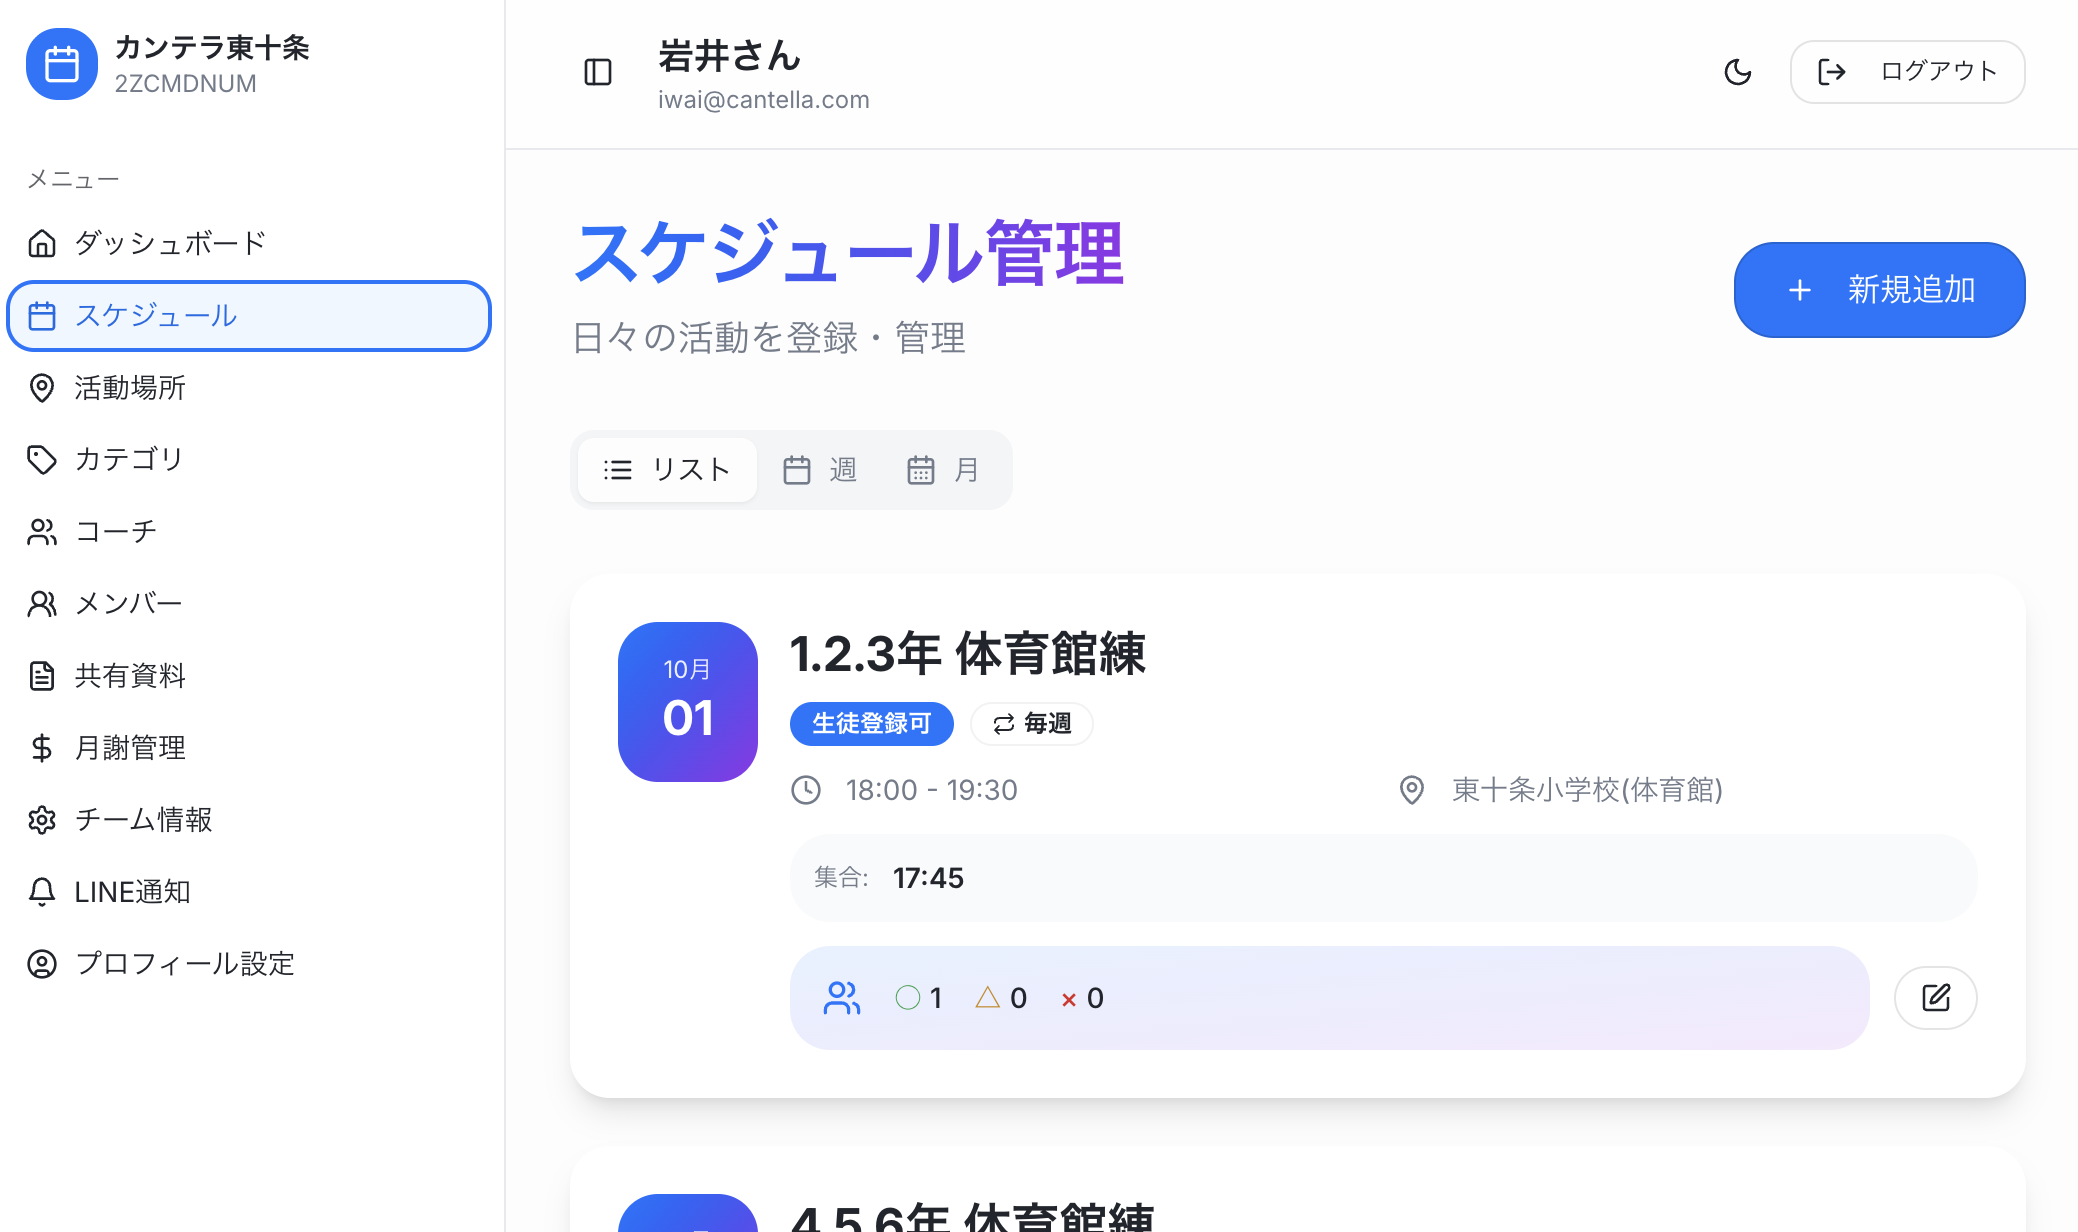 カンテラ東十条
2ZCMDNUM
メニュー
ダッシュボード
スケジュール
活動場所
カテゴリ
コーチ
メンバー
共有資料
月謝管理
チーム情報
LINE通知
プロフィール設定
岩井さん
iwai@cantella.com
ログアウト
スケジュール管理
日々の活動を登録・管理
新規追加
リスト 週 月
10月
01
1.2.3年 体育館練
生徒登録可 毎週
18:00 - 19:30 東十条小学校(体育館)
集合: 17:45
◯ 1 △ 0 × 0
4.5.6年 体育館練